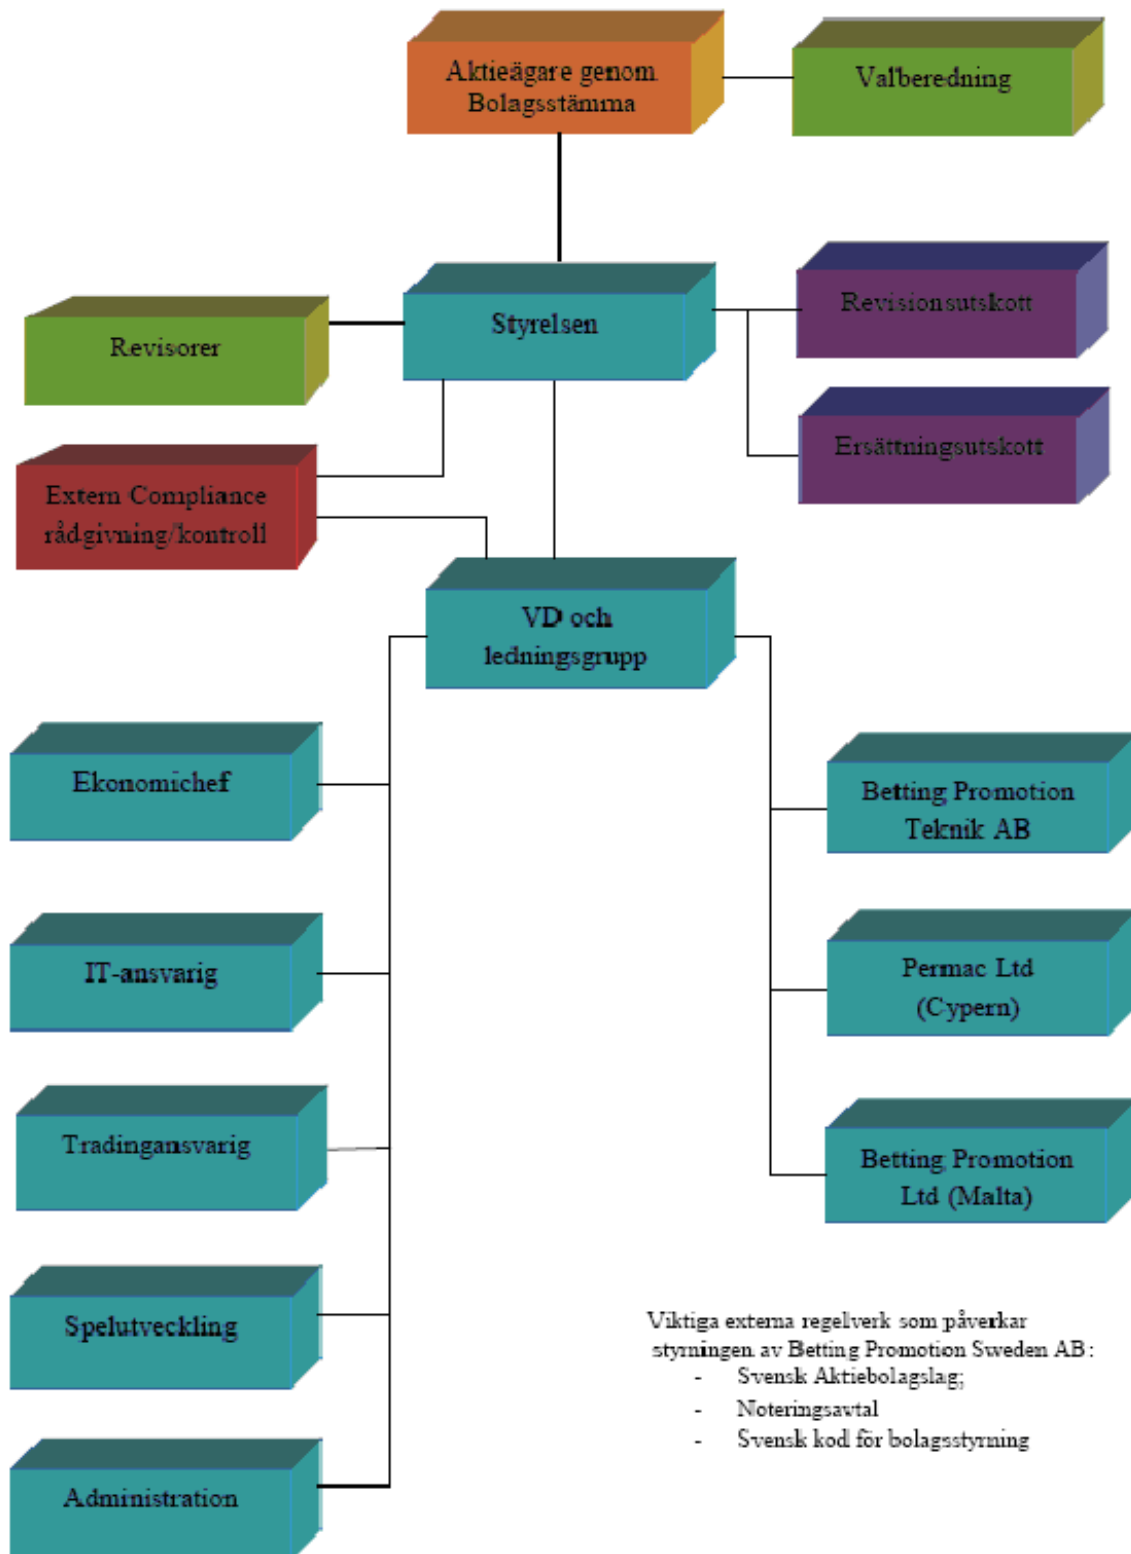 Aktieägare genom
Bolagsstämma
Valberedning
Styrelsen
Revisionsutskott
Revisorer
Ersättningsutskott
Extern Compliance
rådgivning/kontroll
VD och
ledningsgrupp
Ekonomichef
Betting Promotion
Teknik AB
IT-ansvarig
Permac Ltd
(Cypern)
Tradingansvarig
Betting Promotion
Ltd (Malta)
Spelutveckling
Viktiga externa regelverk som påverkar
styrningen av Betting Promotion Sweden AB:
- Svensk Aktiebolagslag;
- Noteringsavtal
- Svensk kod för bolagsstyrning
Administration